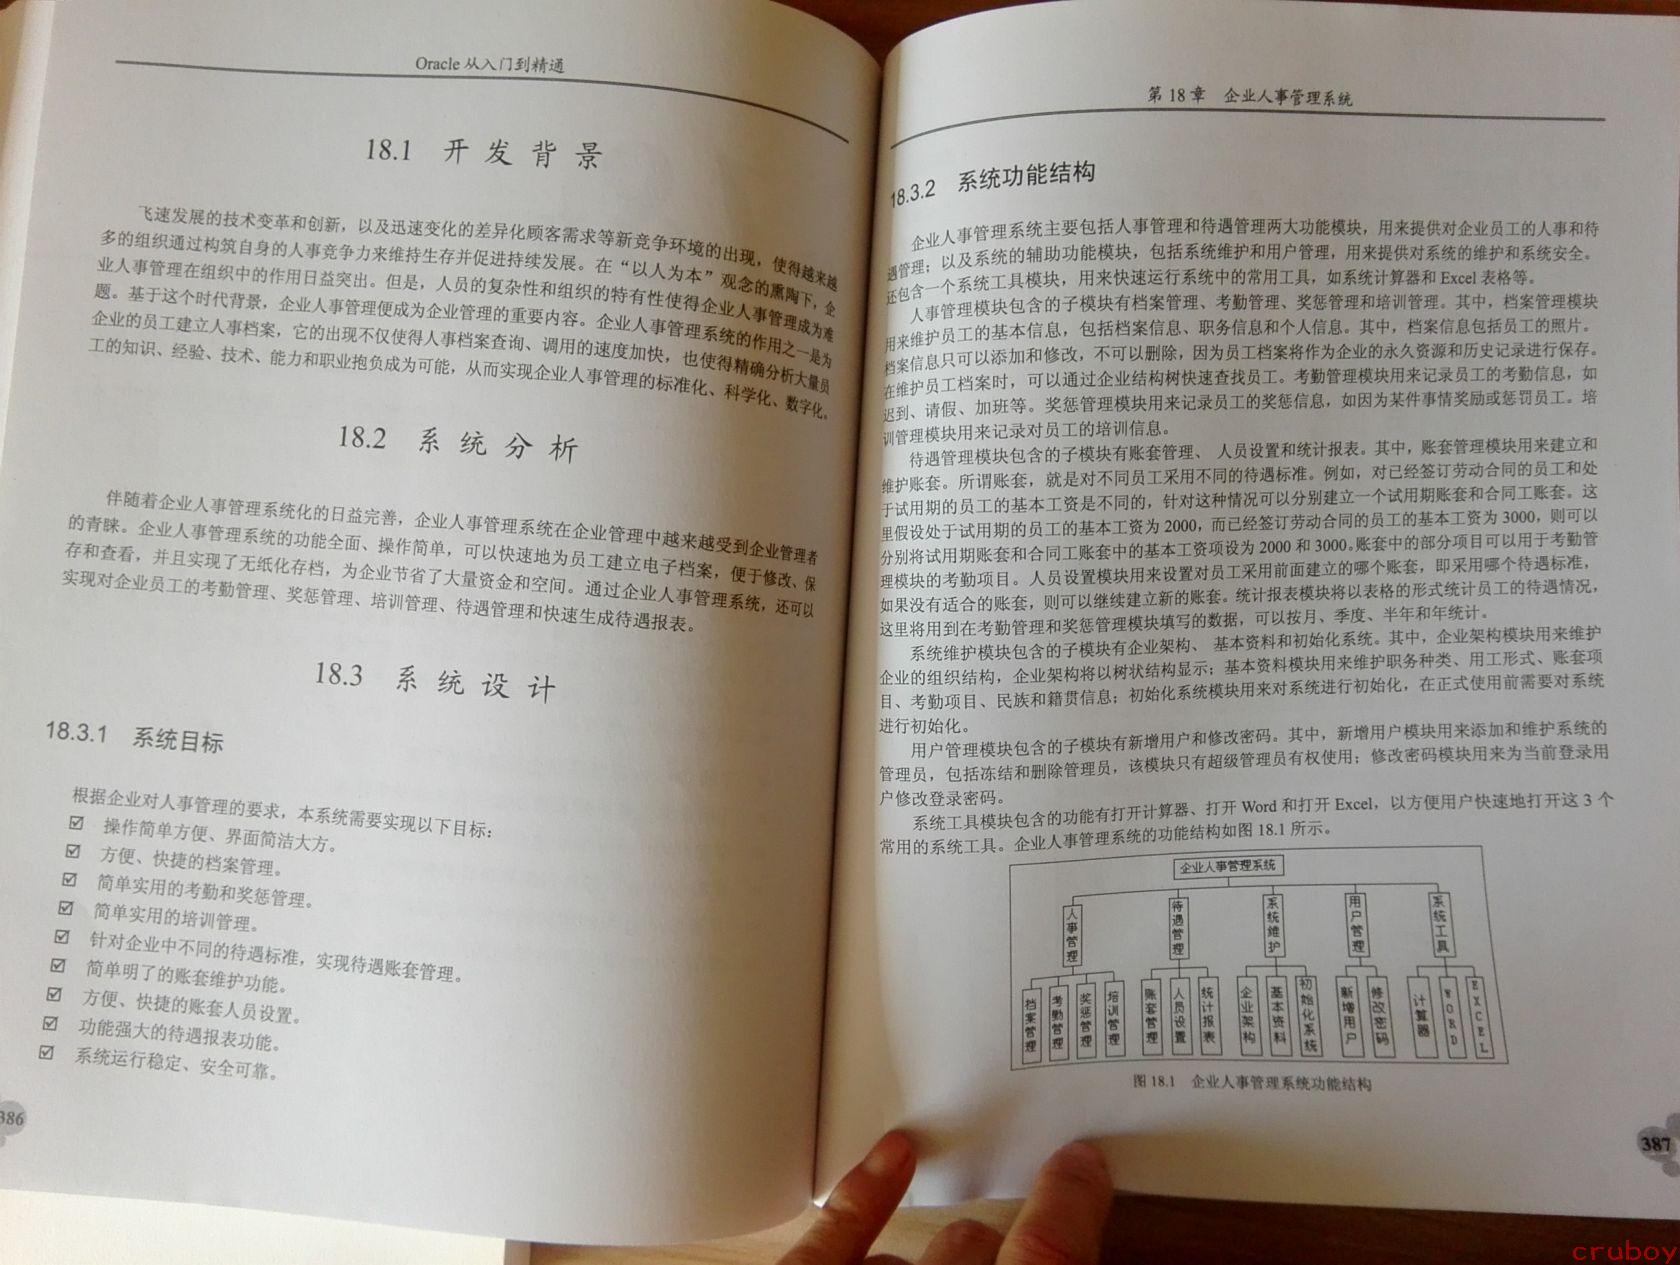 Oracle 从入门到精通
18.1 开发背景
飞速发展的技术变革和创新，以及迅速变化的差异化顾客需求等新竞争环境的出现，使得越来越
多的组织通过构筑自身的人事竞争力来维持生存并促进持续发展。在“以人为本”观念的熏陶下，企
业人事管理在组织中的作用日益突出。但是，人员的复杂性和组织的特有性使得企业人事管理成为难
题。基于这个时代背景，企业人事管理便成为企业管理的重要内容。企业人事管理系统的作用之一是为
企业的员工建立人事档案，它的出现不仅使得人事档案查询、调用的速度加快，也使得精确分析大量员
工的知识、经验、技术、能力和职业抱负成为可能，从而实现企业人事管理的标准化、科学化、数字化。
18.2 系统分析
伴随着企业人事管理系统化的日益完善，企业人事管理系统在企业管理中越来越受到企业管理者
的青睐。企业人事管理系统的功能全面、操作简单，可以快速地为员工建立电子档案，便于修改、保
存和查看，并且实现了无纸化存档，为企业节省了大量资金和空间。通过企业人事管理系统，还可以
实现对企业员工的考勤管理、奖惩管理、培训管理、待遇管理和快速生成待遇报表。
18.3 系统设计
18.3.1 系统目标
根据企业对人事管理的要求，本系统需要实现以下目标：
☑ 操作简单方便、界面简洁大方。
☑ 方便、快捷的档案管理。
☑ 简单实用的考勤和奖惩管理。
☑ 简单实用的培训管理。
☑ 针对企业中不同的待遇标准，实现待遇账套管理。
☑ 简单明了的账套维护功能。
☑ 方便、快捷的账套人员设置。
☑ 功能强大的待遇报表功能。
☑ 系统运行稳定、安全可靠。
386
第 18 章 企业人事管理系统
18.3.2 系统功能结构
企业人事管理系统主要包括人事管理和待遇管理两大功能模块，用来提供对企业员工的人事和待
遇管理；以及系统的辅助功能模块，包括系统维护和用户管理，用来提供对系统的维护和系统安全。
还包含一个系统工具模块，用来快速运行系统中的常用工具，如系统计算器和 Excel 表格等。
人事管理模块包含的子模块有档案管理、考勤管理、奖惩管理和培训管理。其中，档案管理模块
用来维护员工的基本信息，包括档案信息、职务信息和个人信息。其中，档案信息包括员工的照片。
档案信息只可以添加和修改，不可以删除，因为员工档案将作为企业的永久资源和历史记录进行保存。
在维护员工档案时，可以通过企业结构树快速查找员工。考勤管理模块用来记录员工的考勤信息，如
迟到、请假、加班等。奖惩管理模块用来记录员工的奖惩信息，如因为某件事情奖励或惩罚员工。培
训管理模块用来记录对员工的培训信息。
待遇管理模块包含的子模块有账套管理、 人员设置和统计报表。其中，账套管理模块用来建立和
维护账套。所谓账套，就是对不同员工采用不同的待遇标准。例如，对已经签订劳动合同的员工和处
于试用期的员工的基本工资是不同的，针对这种情况可以分别建立一个试用期账套和合同工账套。这
里假设处于试用期的员工的基本工资为 2000，而已经签订劳动合同的员工的基本工资为 3000，则可以
分别将试用期账套和合同工账套中的基本工资项设为 2000 和 3000。账套中的部分项目可以用于考勤管
理模块的考勤项目。人员设置模块用来设置对员工采用前面建立的哪个账套，即采用哪个待遇标准，
如果没有适合的账套，则可以继续建立新的账套。统计报表模块将以表格的形式统计员工的待遇情况，
这里将用到在考勤管理和奖惩管理模块填写的数据，可以按月、季度、半年和年统计。
系统维护模块包含的子模块有企业架构、 基本资料和初始化系统。其中，企业架构模块用来维护
企业的组织结构，企业架构将以树状结构显示；基本资料模块用来维护职务种类、用工形式、账套项
目、考勤项目、民族和籍贯信息；初始化系统模块用来对系统进行初始化，在正式使用前需要对系统
进行初始化。
用户管理模块包含的子模块有新增用户和修改密码。其中，新增用户模块用来添加和维护系统的
管理员，包括冻结和删除管理员，该模块只有超级管理员有权使用；修改密码模块用来为当前登录用
户修改登录密码。
系统工具模块包含的功能有打开计算器、打开 Word 和打开 Excel，以方便用户快速地打开这 3 个
常用的系统工具。企业人事管理系统的功能结构如图 18.1 所示。
企业人事管理系统
人事管理
待遇管理
系统维护
用户管理
系统工具
档案管理
考勤管理
奖惩管理
培训管理
账套管理
人员设置
统计报表
企业架构
基本资料
初始化系统
新增用户
修改密码
计算器
WORD
EXCEL
图 18.1 企业人事管理系统功能结构
387
cruboy